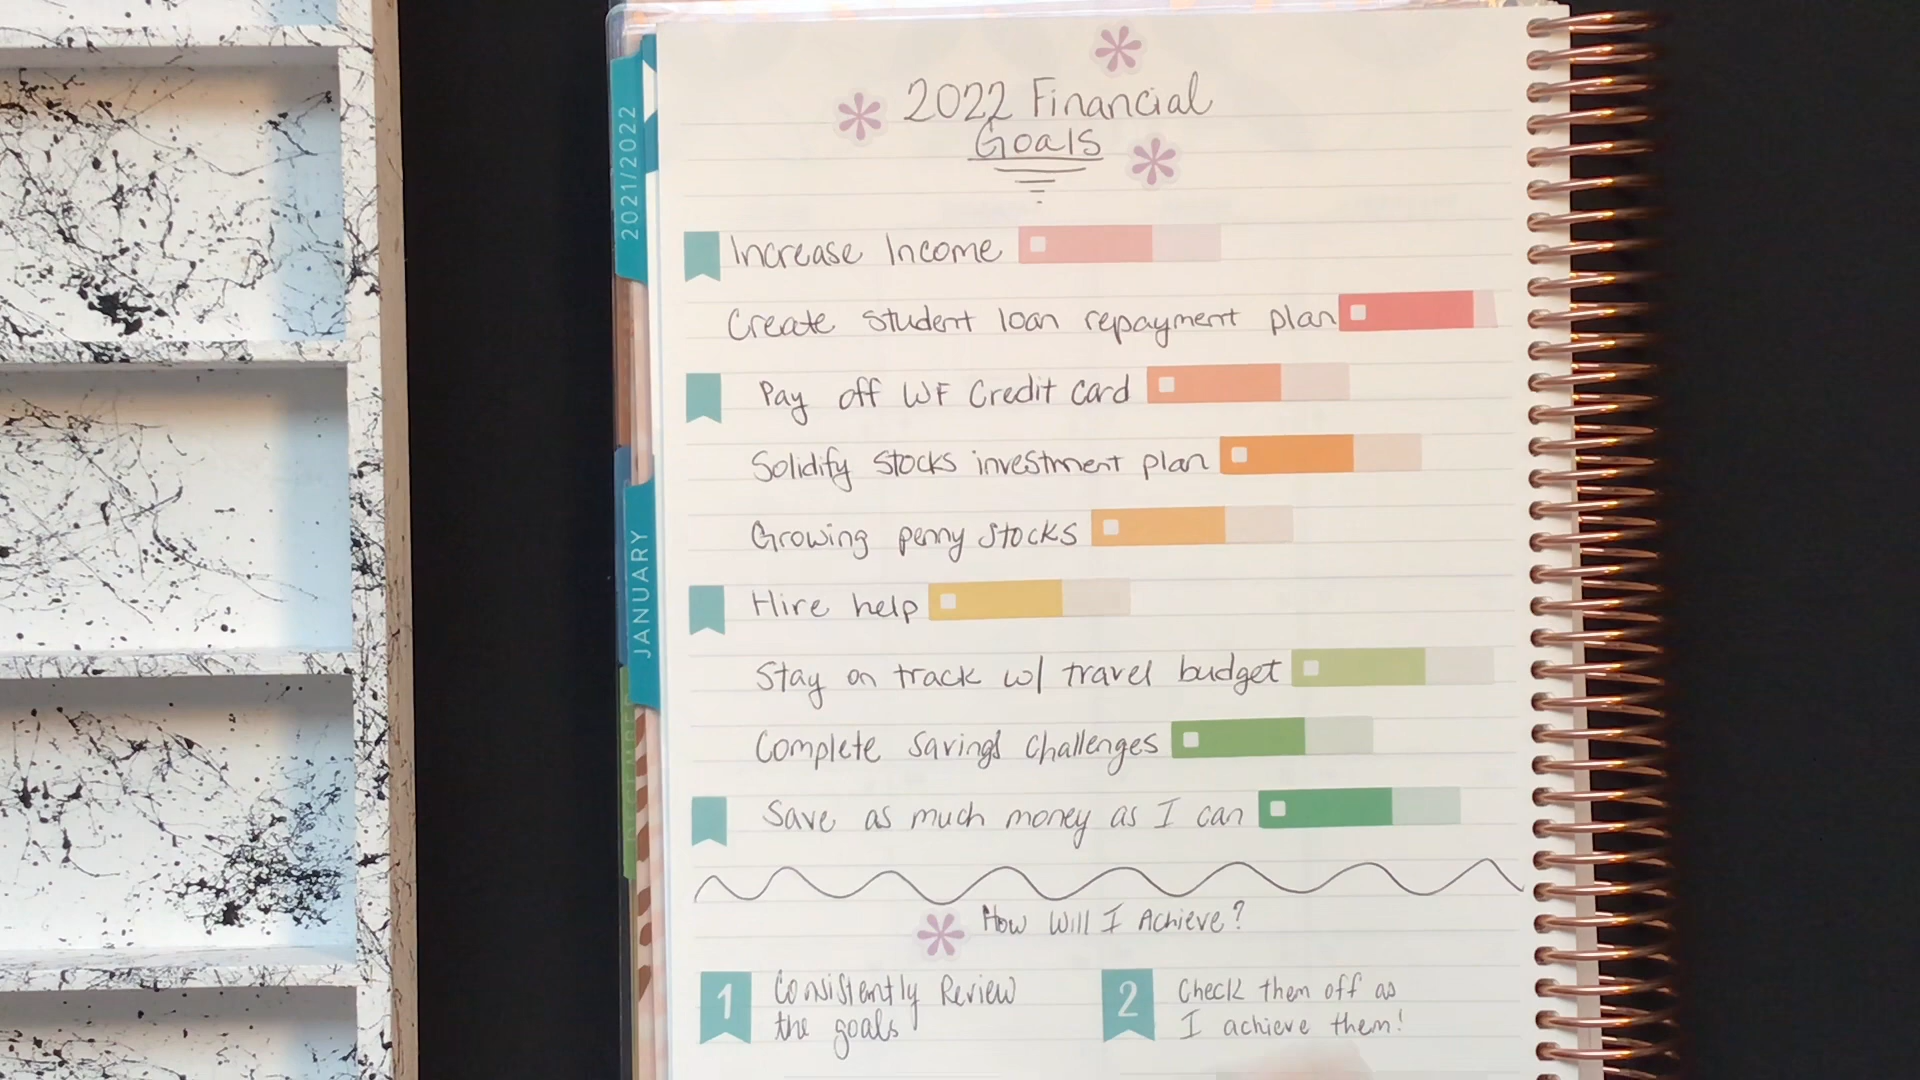 2022 Financial
Goals
Increase Income
Create student loan repayment plan
Pay off WF Credit Card
Solidify stocks investment plan
Growing penny stocks
Hire help
Stay on track w/ travel budget
Complete savings challenges
Save as much money as I can
How Will I Achieve?
1 Consistently Review
the goals
2 Check them off as
I achieve them!
2021/2022
JANUARY